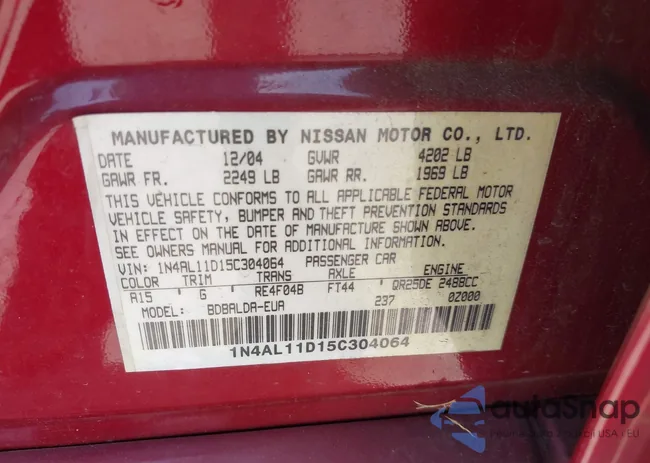 MANUFACTURED BY NISSAN MOTOR CO., LTD.
DATE 12/04 GVWR 4202 LB
GAWR FR. 2249 LB GAWR RR. 1969 LB
THIS VEHICLE CONFORMS TO ALL APPLICABLE FEDERAL MOTOR
VEHICLE SAFETY, BUMPER AND THEFT PREVENTION STANDARDS
IN EFFECT ON THE DATE OF MANUFACTURE SHOWN ABOVE.
SEE OWNERS MANUAL FOR ADDITIONAL INFORMATION.
VIN: 1N4AL11D15C304064 PASSENGER CAR
COLOR TRIM TRANS AXLE ENGINE
A15 G RE4F04B FT44 QR25DE 2488CC
MODEL: BDBALDA-EUA 237 0Z000
1N4AL11D15C304064
autoSnap
USA i EU